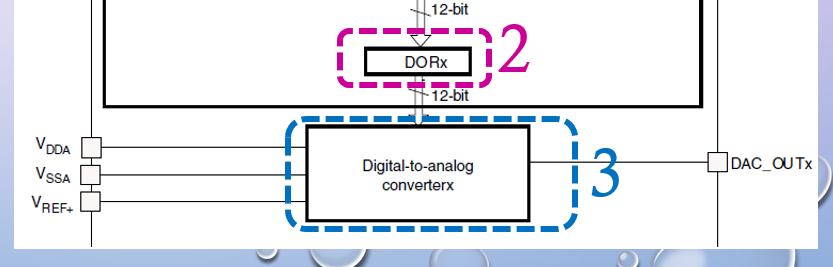 12-bit
DORx
2
12-bit
VDDA
VSSA
VREF+
Digital-to-analog
converterx
3
DAC_OUTx